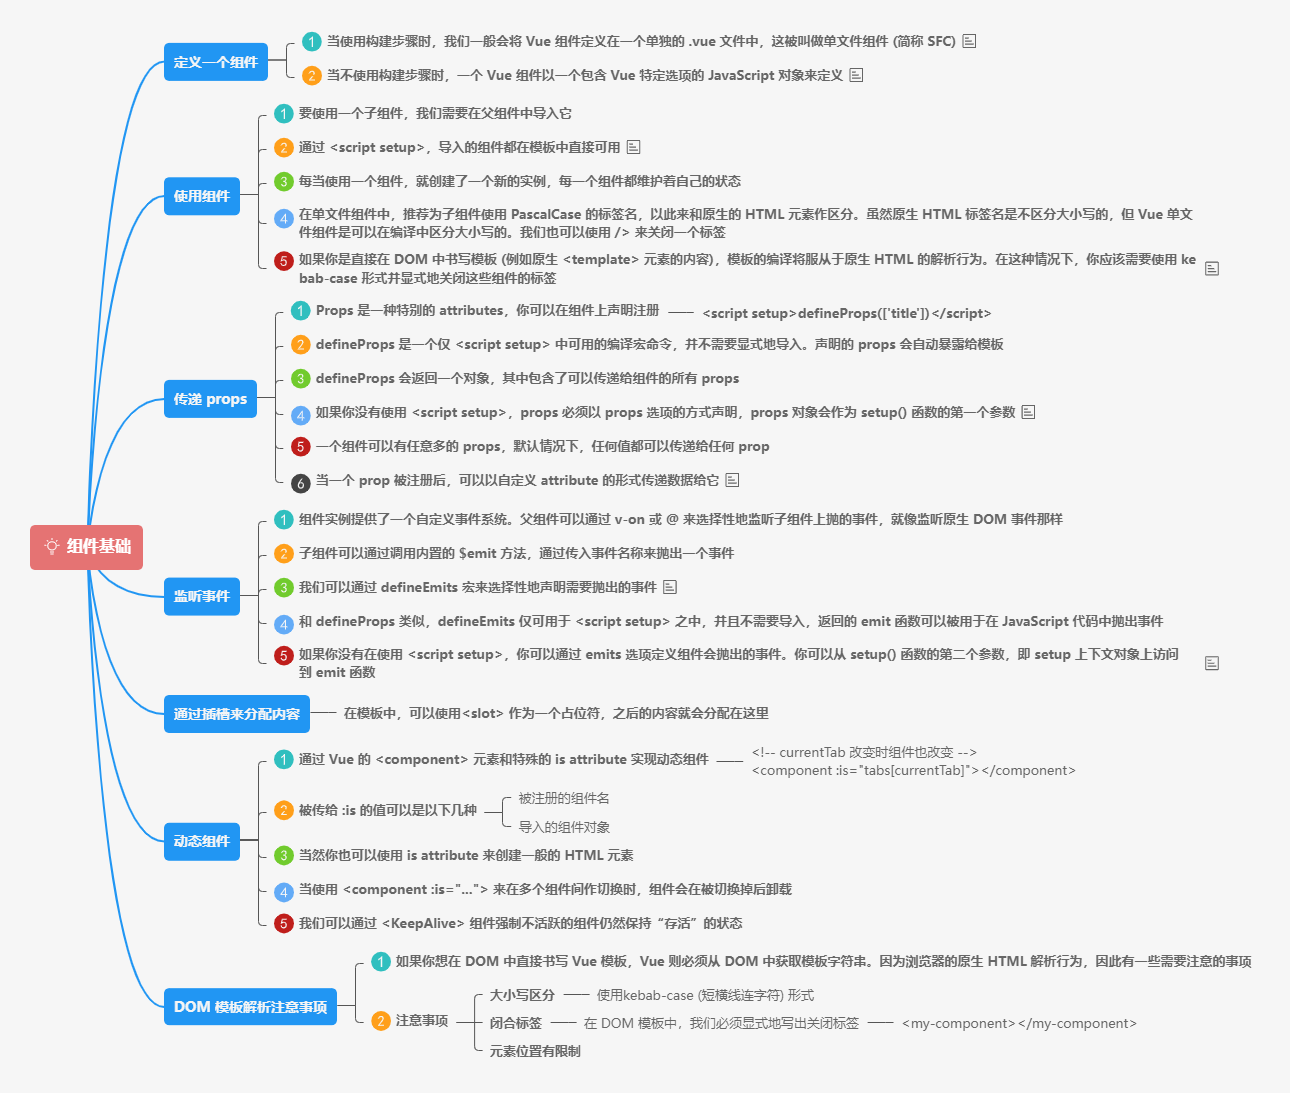 组件基础
定义一个组件
1 当使用构建步骤时，我们一般会将 Vue 组件定义在一个单独的 .vue 文件中，这被叫做单文件组件 (简称 SFC)
2 当不使用构建步骤时，一个 Vue 组件以一个包含 Vue 特定选项的 JavaScript 对象来定义
使用组件
1 要使用一个子组件，我们需要在父组件中导入它
2 通过 <script setup>，导入的组件都在模板中直接可用
3 每当使用一个组件，就创建了一个新的实例，每一个组件都维护着自己的状态
4 在单文件组件中，推荐为子组件使用 PascalCase 的标签名，以此来和原生的 HTML 元素作区分。虽然原生 HTML 标签名是不区分大小写的，但 Vue 单文
件组件是可以在编译中区分大小写的。我们也可以使用 /> 来关闭一个标签
5 如果你是直接在 DOM 中书写模板 (例如原生 <template> 元素的内容)，模板的编译将服从于原生 HTML 的解析行为。在这种情况下，你应该需要使用 ke
bab-case 形式并显式地关闭这些组件的标签
传递 props
1 Props 是一种特别的 attributes，你可以在组件上声明注册
<script setup>defineProps(['title'])</script>
2 defineProps 是一个仅 <script setup> 中可用的编译宏命令，并不需要显式地导入。声明的 props 会自动暴露给模板
3 defineProps 会返回一个对象，其中包含了可以传递给组件的所有 props
4 如果你没有使用 <script setup>，props 必须以 props 选项的方式声明，props 对象会作为 setup() 函数的第一个参数
5 一个组件可以有任意多的 props，默认情况下，任何值都可以传递给任何 prop
6 当一个 prop 被注册后，可以以自定义 attribute 的形式传递数据给它
监听事件
1 组件实例提供了一个自定义事件系统。父组件可以通过 v-on 或 @ 来选择性地监听子组件上抛的事件，就像监听原生 DOM 事件那样
2 子组件可以通过调用内置的 $emit 方法，通过传入事件名称来抛出一个事件
3 我们可以通过 defineEmits 宏来选择性地声明需要抛出的事件
4 和 defineProps 类似，defineEmits 仅可用于 <script setup> 之中，并且不需要导入，返回的 emit 函数可以被用于在 JavaScript 代码中抛出事件
5 如果你没有在使用 <script setup>，你可以通过 emits 选项定义组件会抛出的事件。你可以从 setup() 函数的第二个参数，即 setup 上下文对象上访问
到 emit 函数
通过插槽来分配内容
在模板中，可以使用<slot> 作为一个占位符，之后的内容就会分配在这里
动态组件
1 通过 Vue 的 <component> 元素和特殊的 is attribute 实现动态组件
<!-- currentTab 改变时组件也改变 -->
<component :is="tabs[currentTab]"></component>
2 被传给 :is 的值可以是以下几种
被注册的组件名
导入的组件对象
3 当然你也可以使用 is attribute 来创建一般的 HTML 元素
4 当使用 <component :is="..."> 来在多个组件间作切换时，组件会在被切换掉后卸载
5 我们可以通过 <KeepAlive> 组件强制不活跃的组件仍然保持“存活”的状态
DOM 模板解析注意事项
1 如果你想在 DOM 中直接书写 Vue 模板，Vue 则必须从 DOM 中获取模板字符串。因为浏览器的原生 HTML 解析行为，因此有一些需要注意的事项
2 注意事项
大小写区分
使用kebab-case (短横线连字符) 形式
闭合标签
在 DOM 模板中，我们必须显式地写出关闭标签
<my-component></my-component>
元素位置有限制